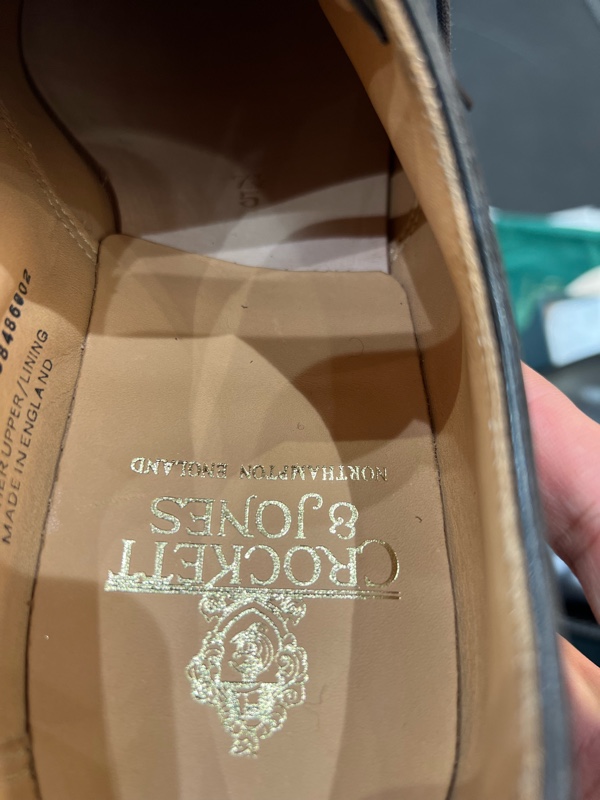 CROCKETT
& JONES
NORTHAMPTON ENGLAND
UPPER/LINING
MADE IN ENGLAND